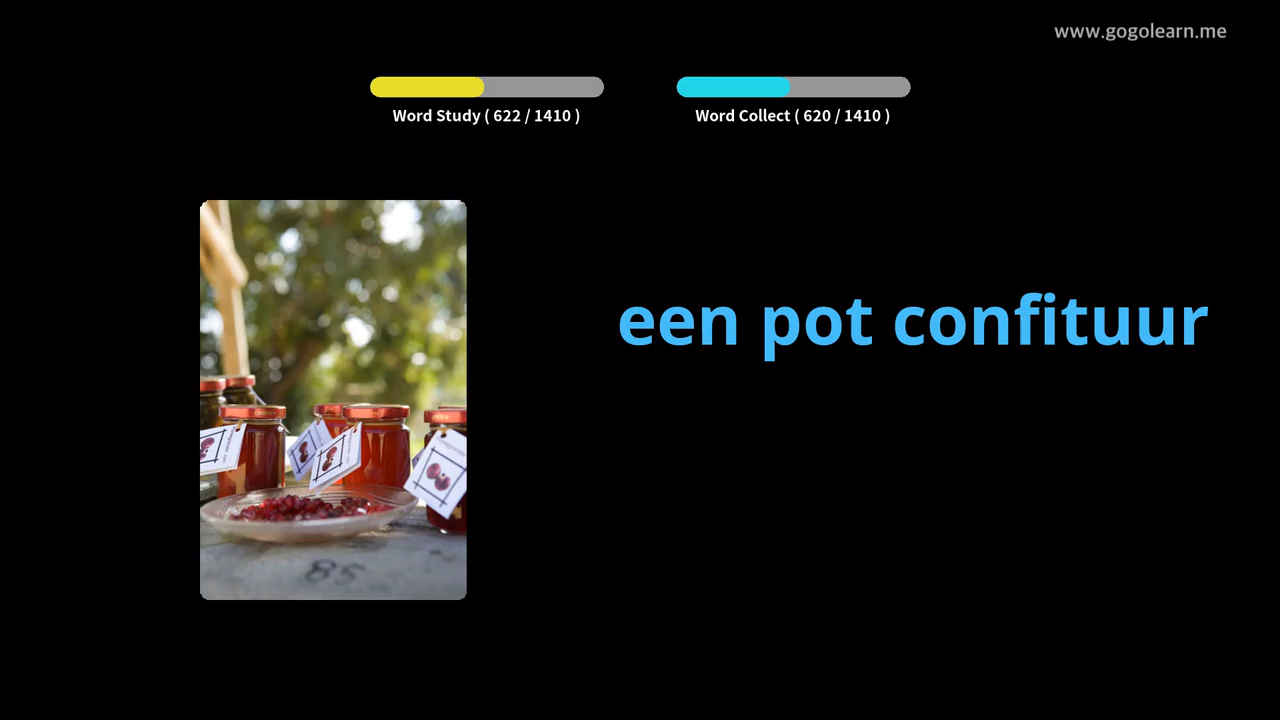 www.gogolearn.me
Word Study ( 622 / 1410 )
Word Collect ( 620 / 1410 )
een pot confituur
85